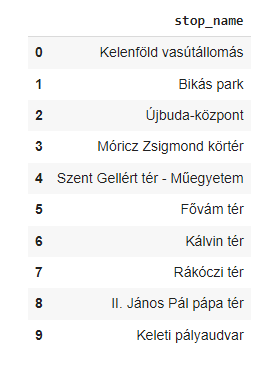 stop_name
0 Kelenföld vasútállomás
1 Bikás park
2 Újbuda-központ
3 Móricz Zsigmond körtér
4 Szent Gellért tér - Műegyetem
5 Fővám tér
6 Kálvin tér
7 Rákóczi tér
8 II. János Pál pápa tér
9 Keleti pályaudvar